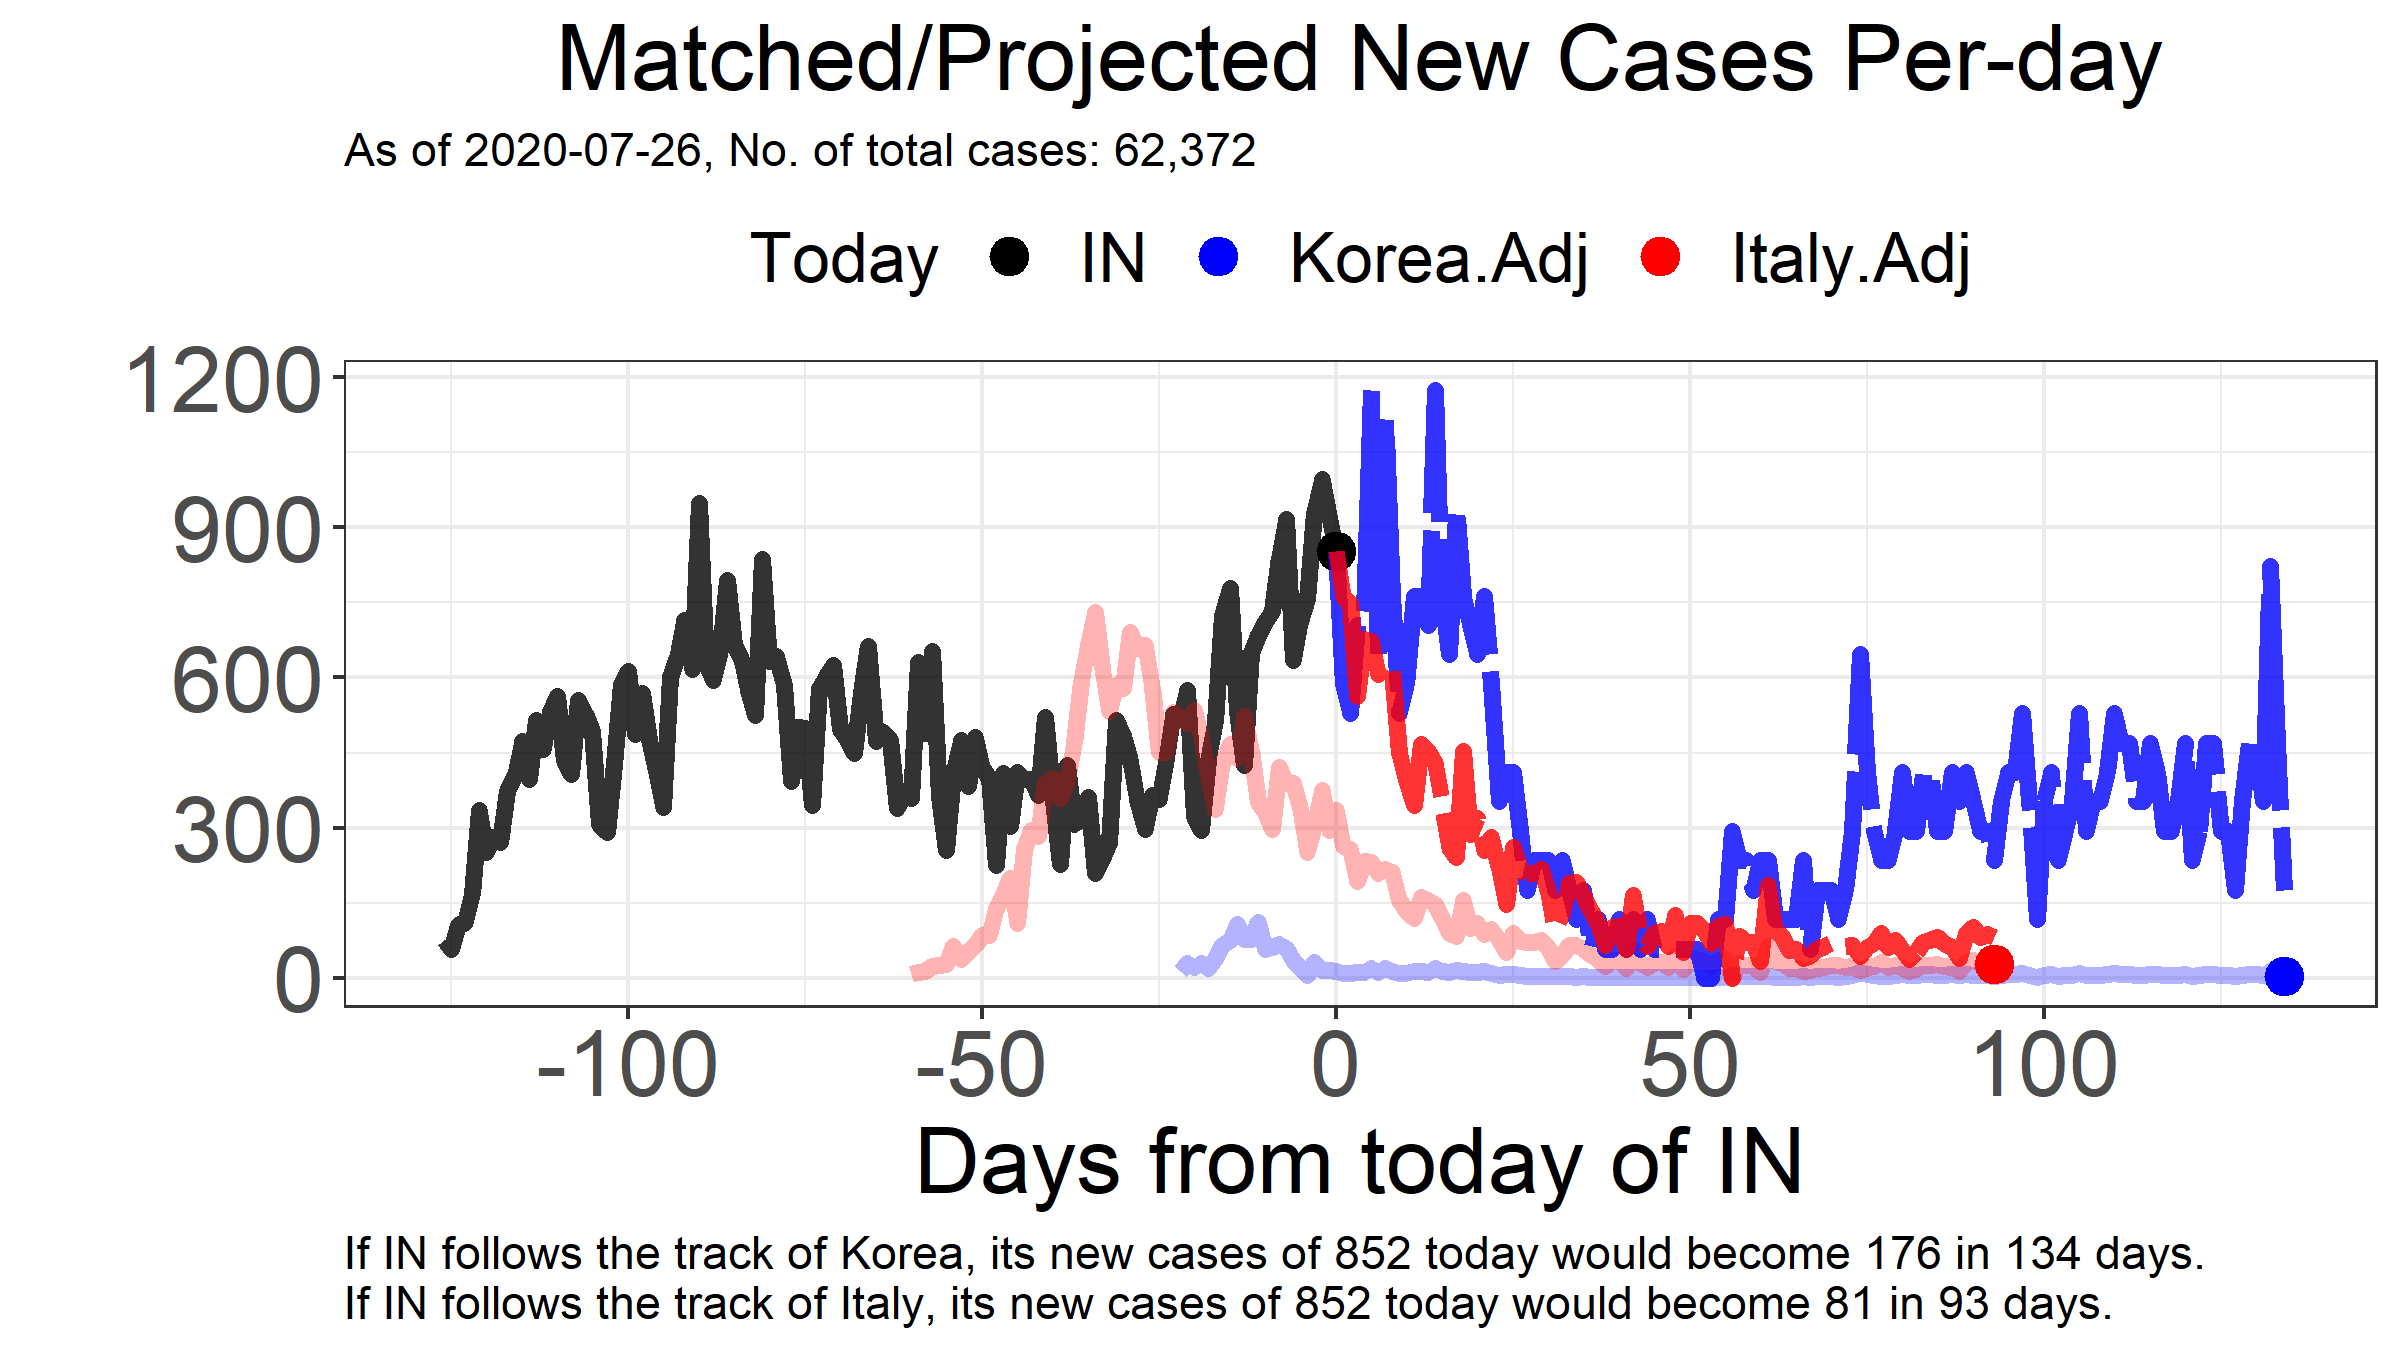 Matched/Projected New Cases Per-day
As of 2020-07-26, No. of total cases: 62,372
Today IN Korea.Adj Italy.Adj
1200
900
600
300
0
-100 -50 0 50 100
Days from today of IN
If IN follows the track of Korea, its new cases of 852 today would become 176 in 134 days.
If IN follows the track of Italy, its new cases of 852 today would become 81 in 93 days.